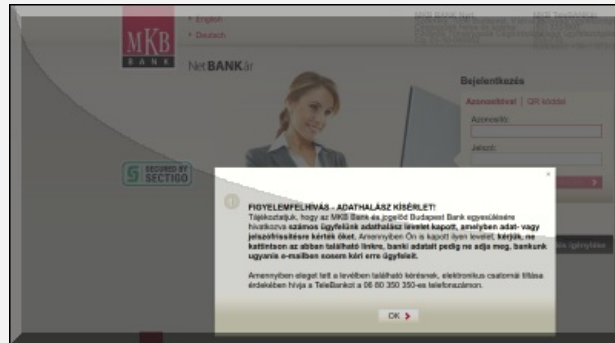 English
Deutsch
MKB
BANK
NetBANKár
Bejelentkezés
Azonosítóval | QR kóddal
Azonosító:
Jelszó:
SECURED BY
SECTIGO
FIGYELEMFELHÍVÁS - ADATHALÁSZ KÍSÉRLET!
Tájékoztatjuk, hogy az MKB Bank és jogelőd Budapest Bank egyesülésére
hivatkozva számos ügyfelünk adathalász levelet kapott, amelyben adat- vagy
jelszófrissítésre kérték őket. Amennyiben Ön is kapott ilyen levelet, kérjük, ne
kattintson az abban található linkre, banki adatait pedig ne adja meg, bankunk
ugyanis e-mailben sosem kéri erre ügyfeleit.
Amennyiben eleget tett a levélben található kérésnek, elektronikus csatornái tiltása
érdekében hívja a TeleBankot a 06 80 350 350-es telefonszámon.
OK
igénylése